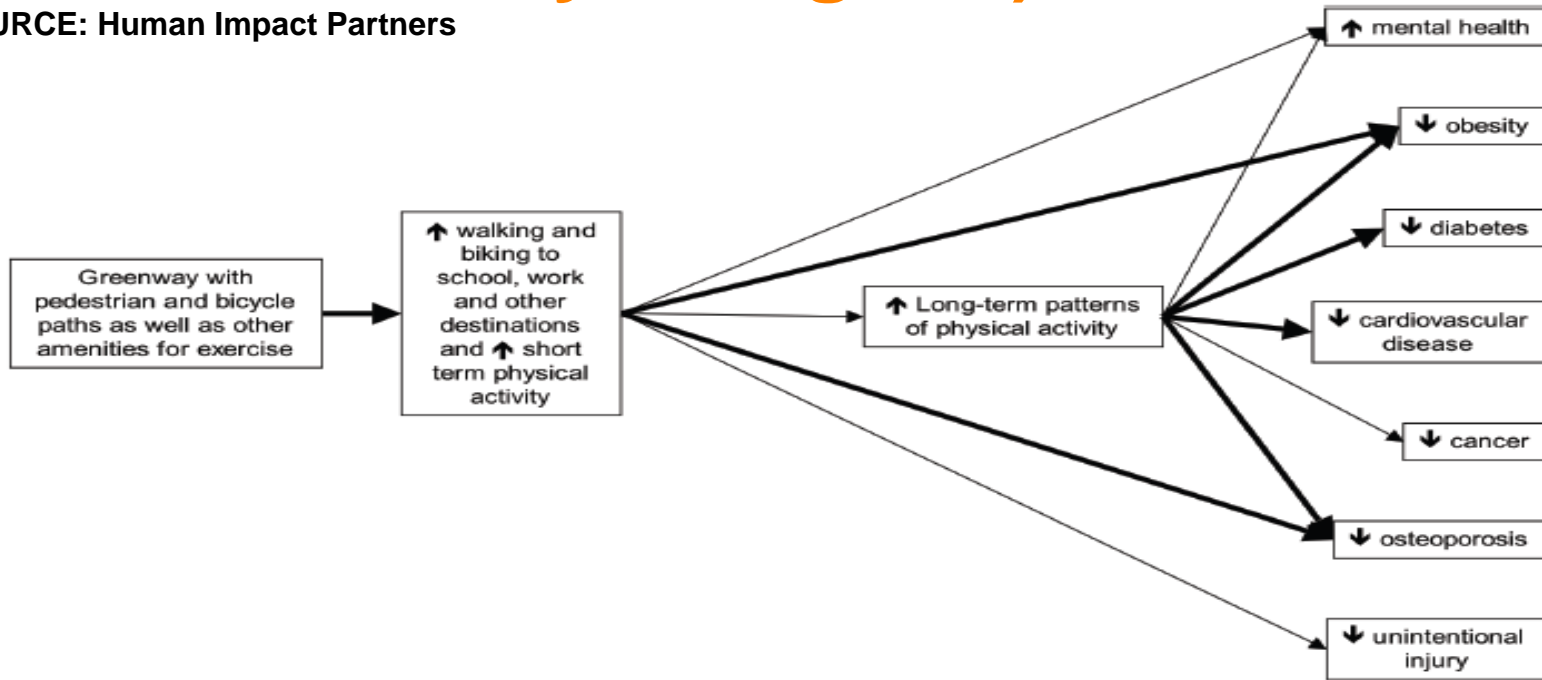 URCE: Human Impact Partners
↑ mental health
↓ obesity
↓ diabetes
↓ cardiovascular
disease
↓ cancer
↓ osteoporosis
↓ unintentional
injury
↑ Long-term patterns
of physical activity
↑ walking and
biking to
school, work
and other
destinations
and ↑ short
term physical
activity
Greenway with
pedestrian and bicycle
paths as well as other
amenities for exercise